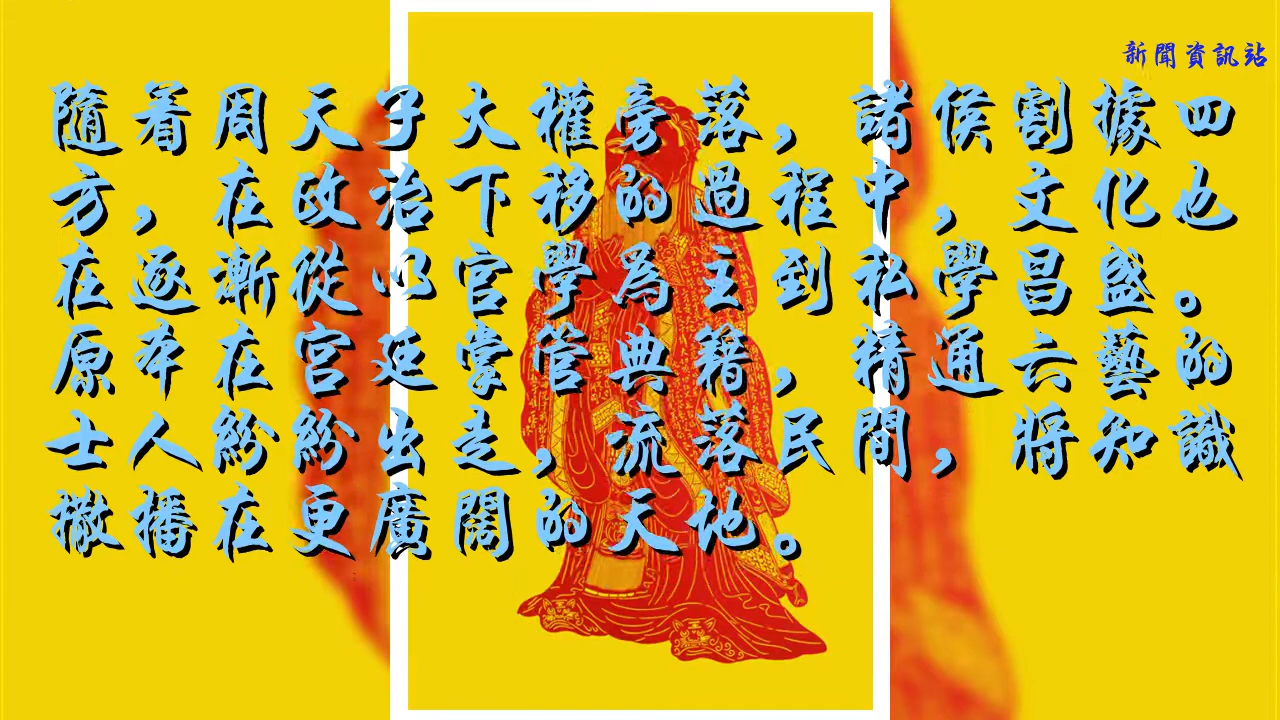 新聞資訊站
隨着周天子大權旁落，諸侯割據四
方，在政治下移的過程中，文化也
在逐漸從以官學為主到私學昌盛。
原本在宮廷掌管典籍，精通六藝的
士人紛紛出走，流落民間，將知識
撒播在更廣闊的天地。